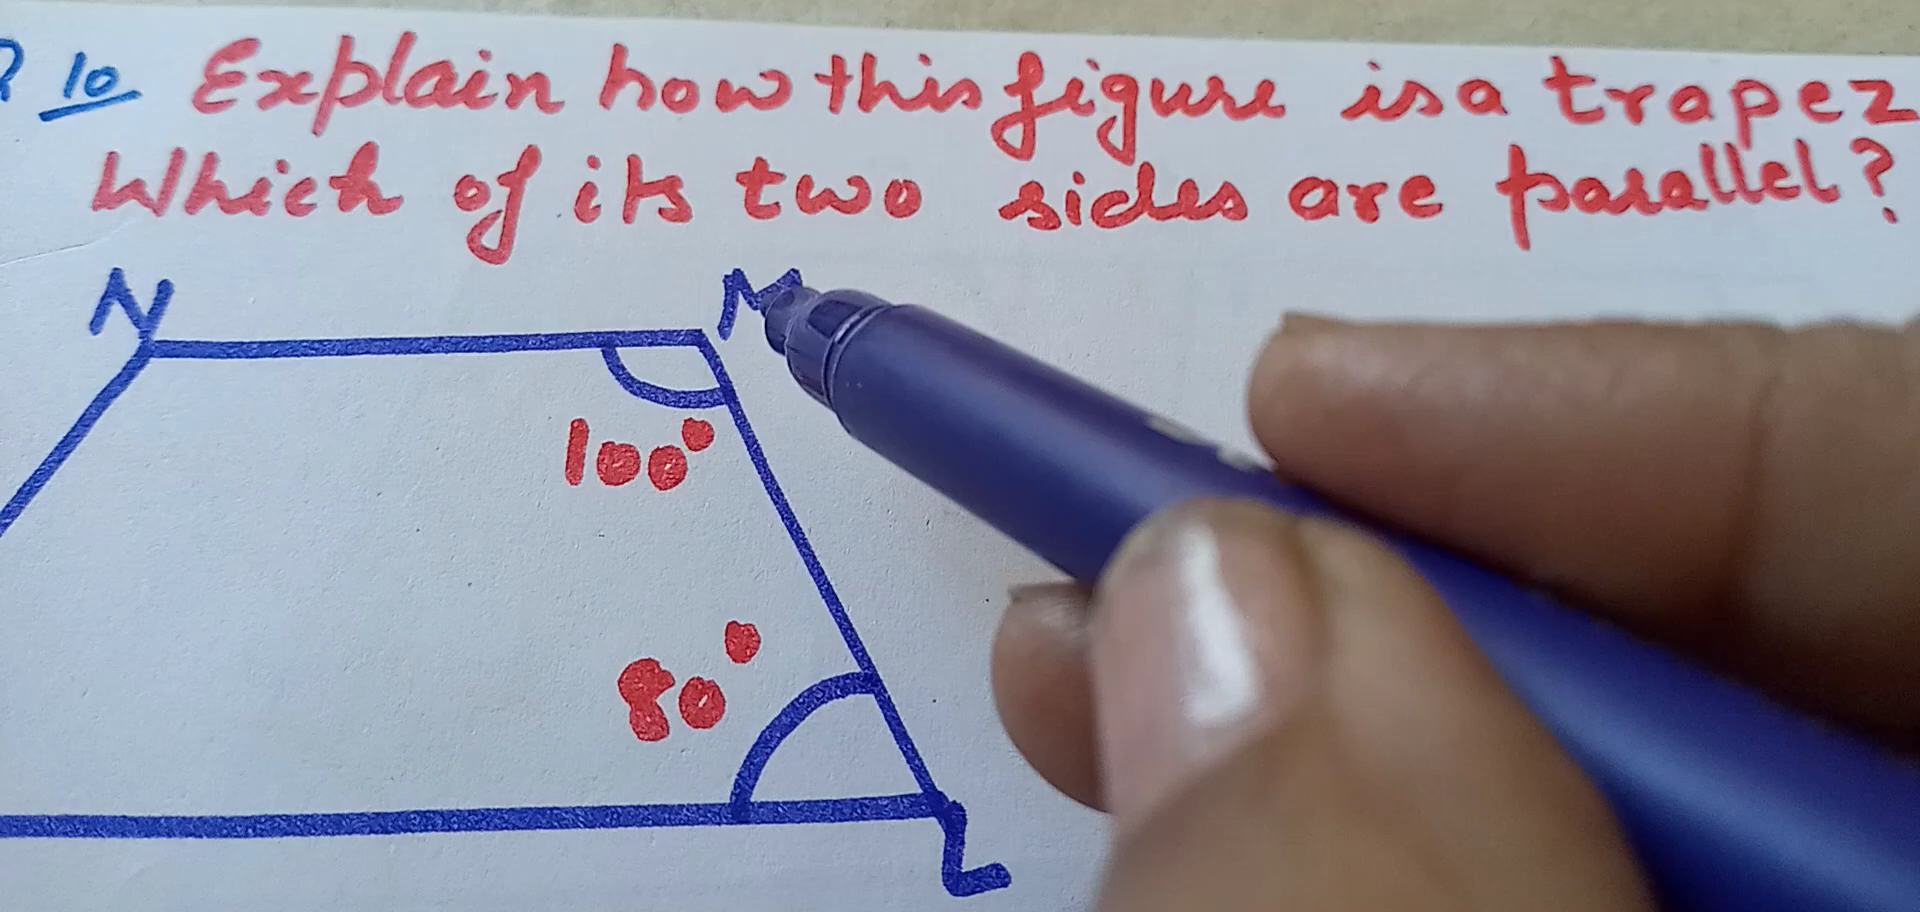 Q 10 Explain how this figure is a trapez
Which of its two sides are parallel?
N M
100°
80°
L